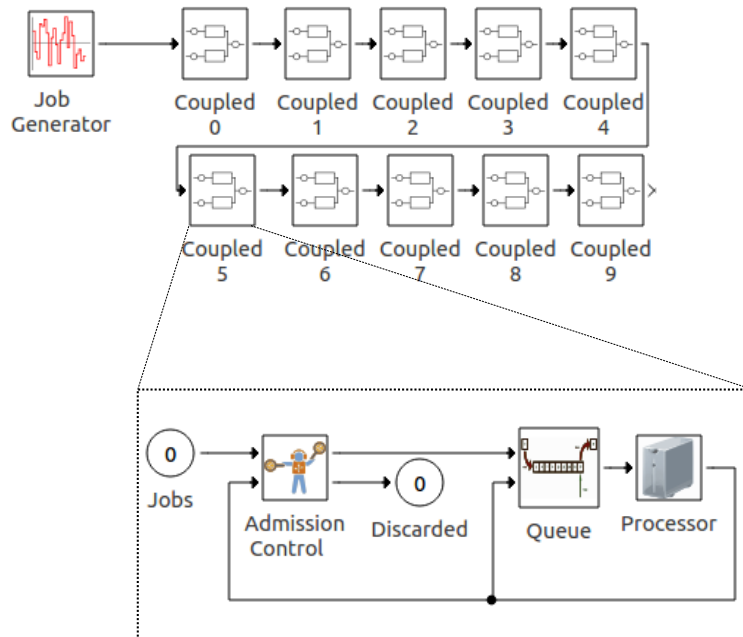 Job
Generator
Coupled
0
Coupled
1
Coupled
2
Coupled
3
Coupled
4
Coupled
5
Coupled
6
Coupled
7
Coupled
8
Coupled
9
0
Jobs
Admission
Control
0
Discarded
Queue
Processor